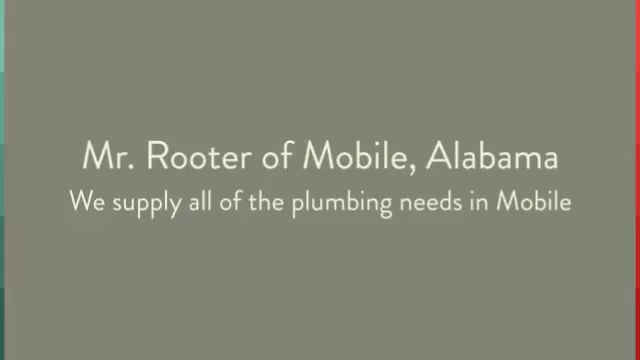 Mr. Rooter of Mobile, Alabama
We supply all of the plumbing needs in Mobile